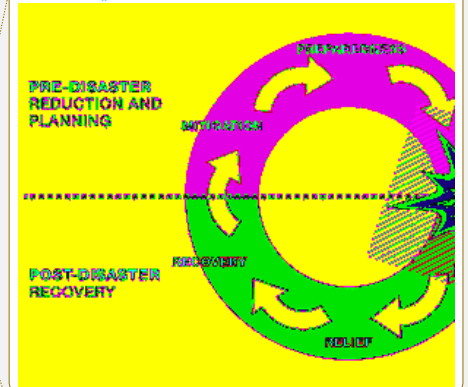 PREPAREDNESS
PRE-DISASTER
REDUCTION AND
PLANNING
MITIGATION
RECOVERY
POST-DISASTER
RECOVERY
RELIEF